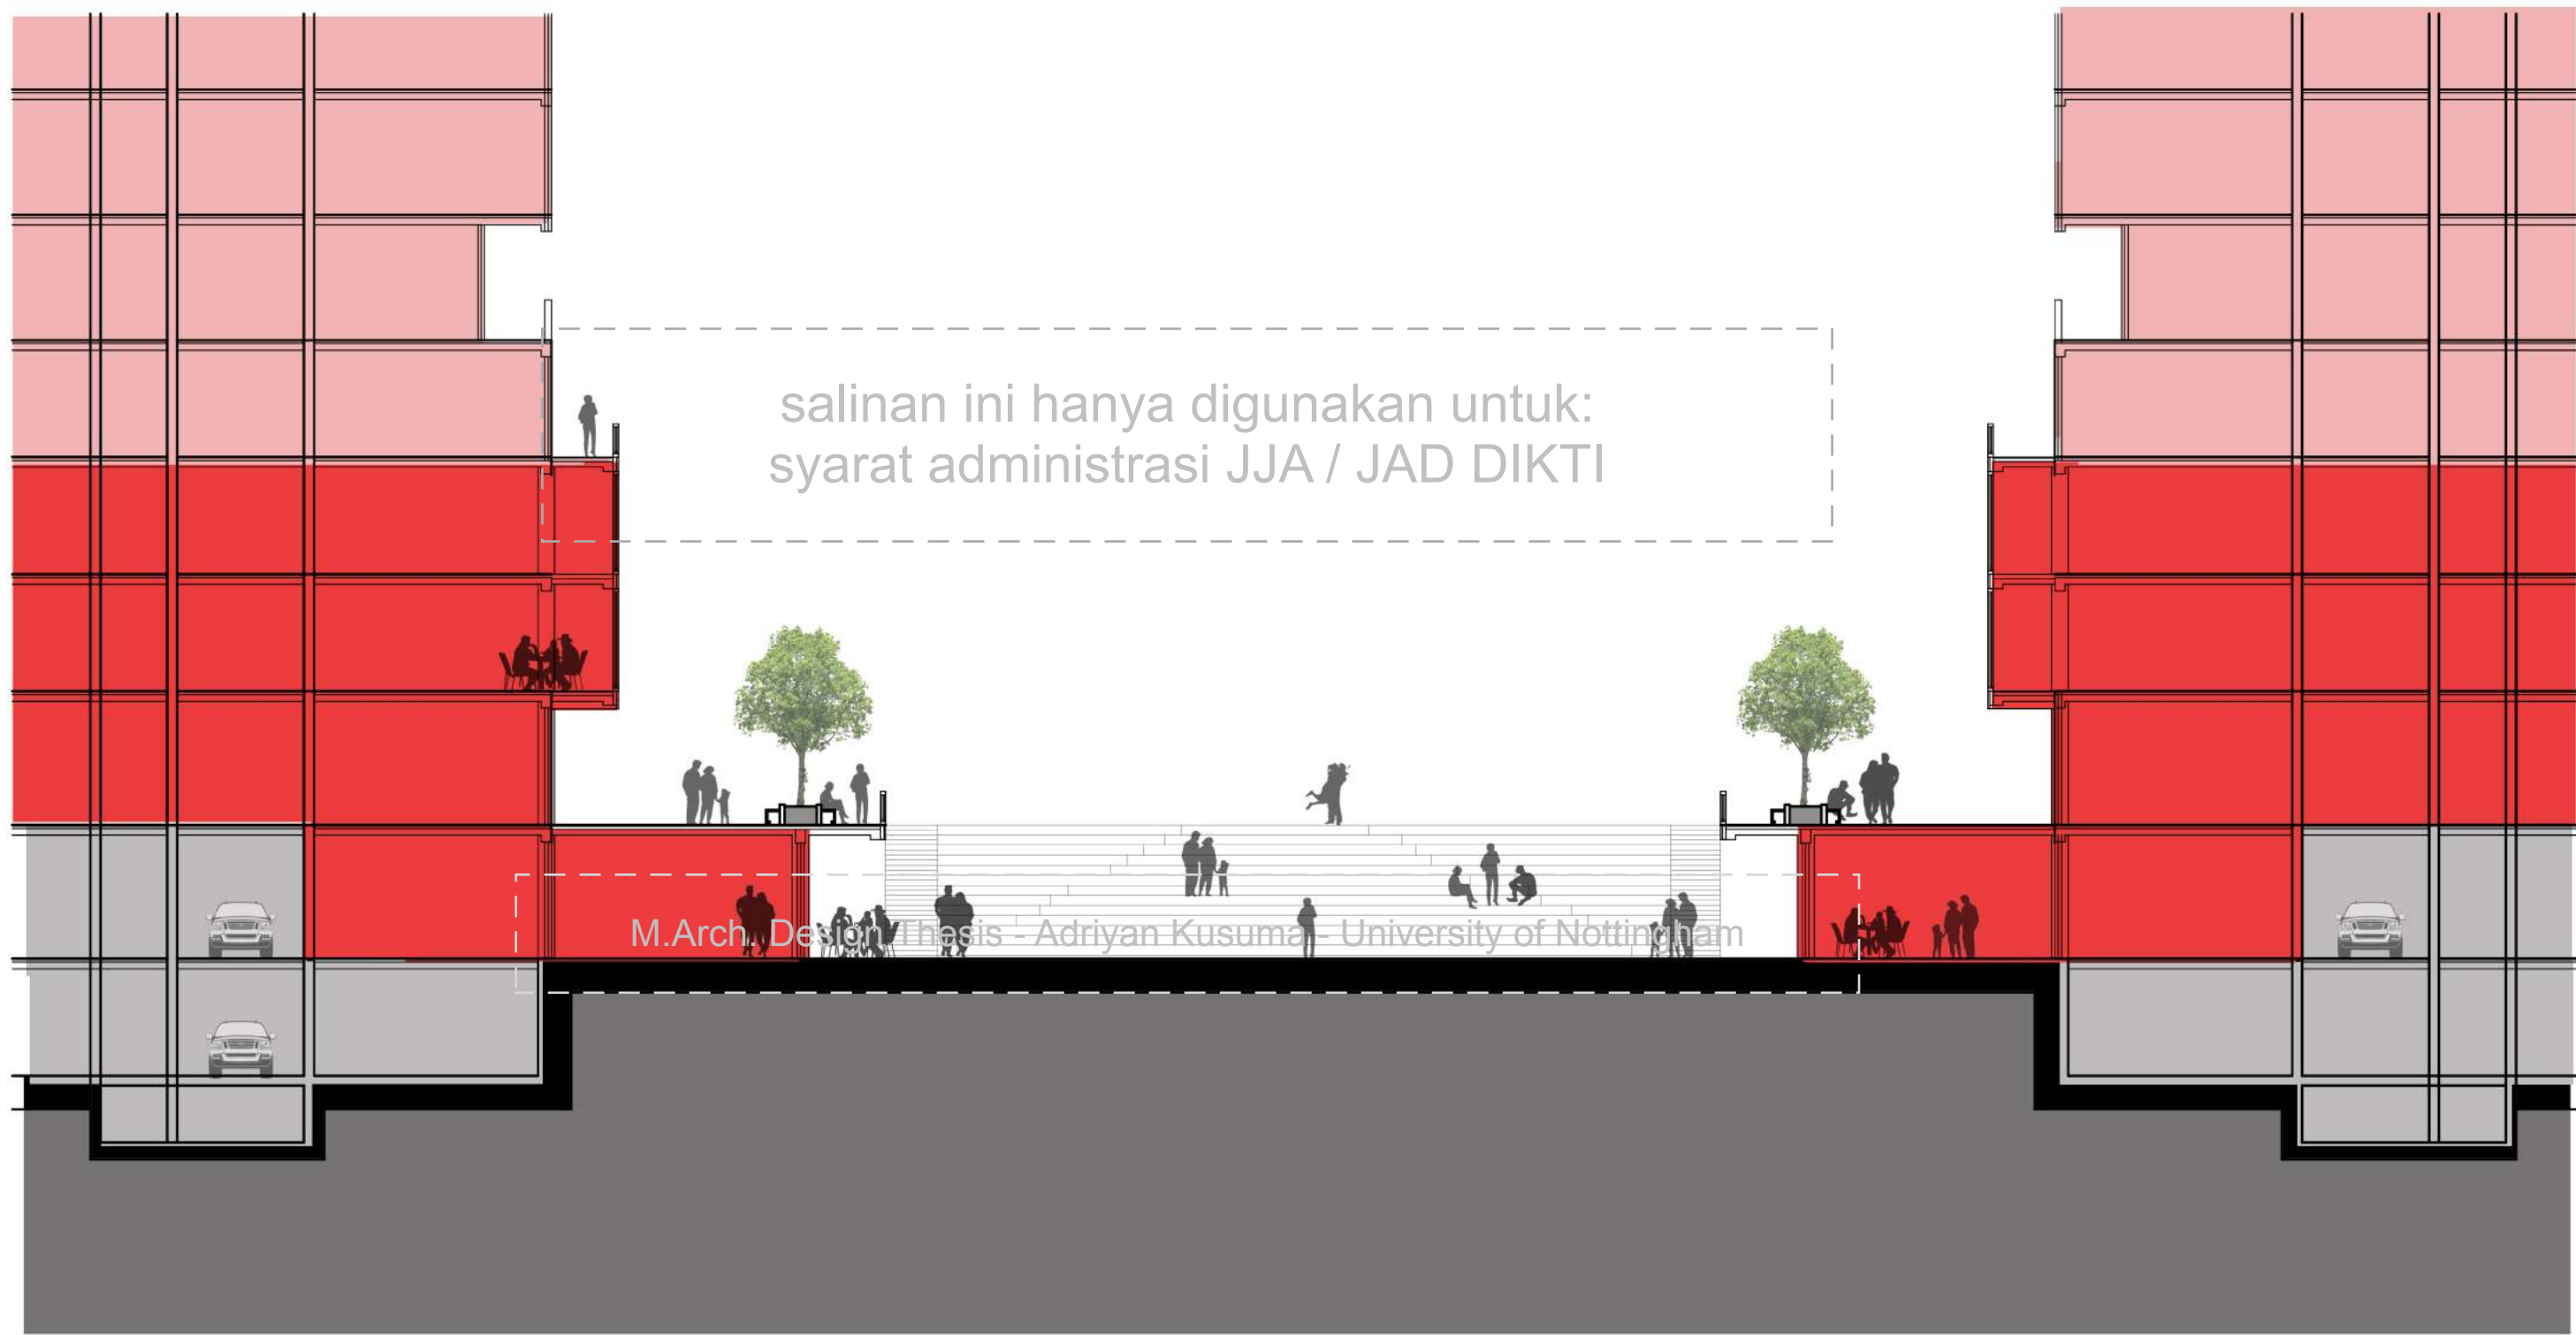 salinan ini hanya digunakan untuk:
syarat administrasi JJA / JAD DIKTI
M.Arch. Design Thesis - Adriyan Kusuma - University of Nottingham